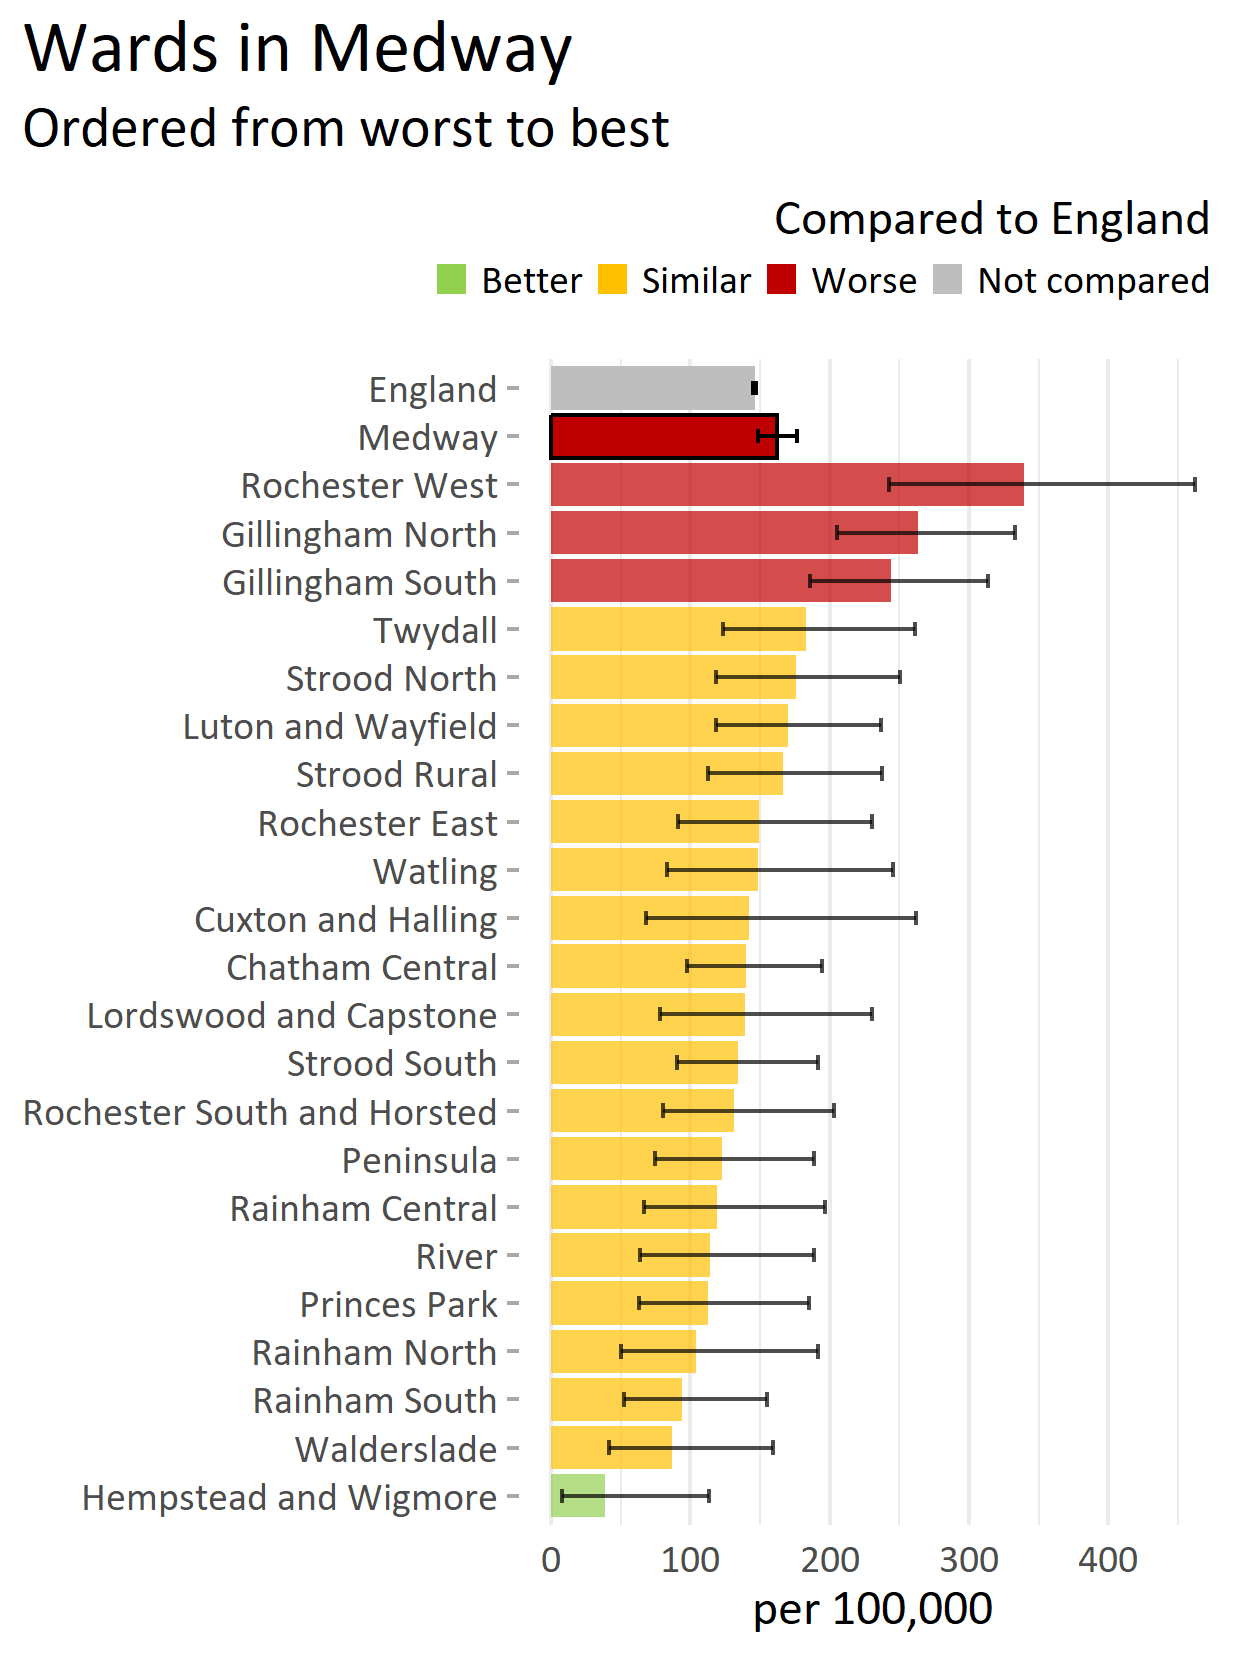 Wards in Medway
Ordered from worst to best
Compared to England
Better Similar Worse Not compared
England
Medway
Rochester West
Gillingham North
Gillingham South
Twydall
Strood North
Luton and Wayfield
Strood Rural
Rochester East
Watling
Cuxton and Halling
Chatham Central
Lordswood and Capstone
Strood South
Rochester South and Horsted
Peninsula
Rainham Central
River
Princes Park
Rainham North
Rainham South
Walderslade
Hempstead and Wigmore
0 100 200 300 400
per 100,000